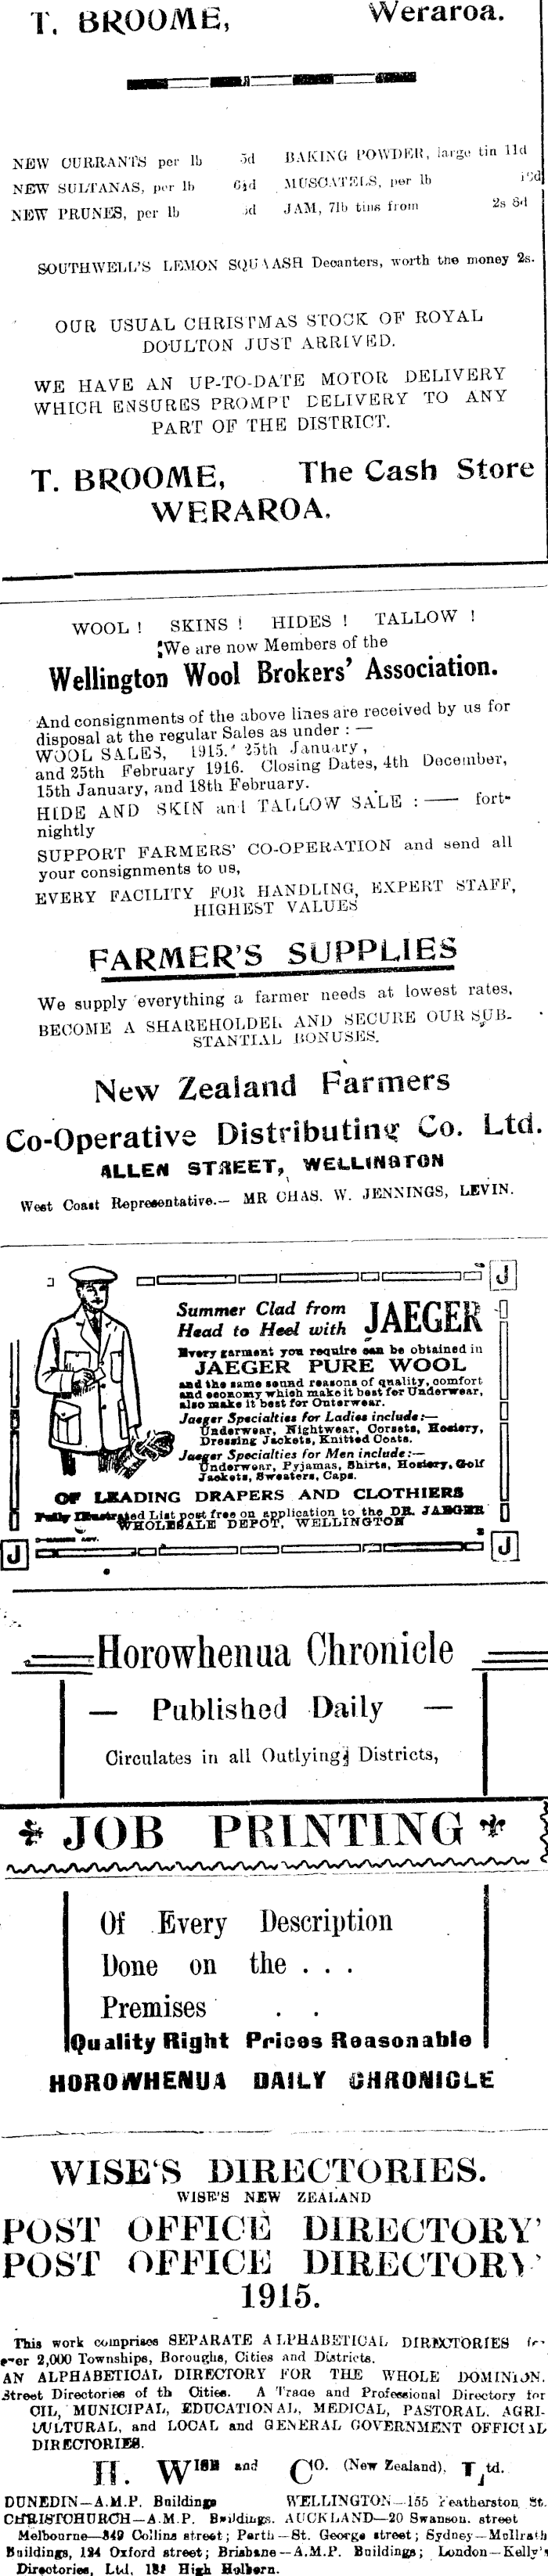 T. BROOME, Weraroa.
NEW CURRANTS per lb 5d
NEW SULTANAS, per lb 6½d
NEW PRUNES, per lb
BAKING POWDER, large tin 11d
MUSCATELS, per lb
JAM, 7lb tins from 2s 8d
SOUTHWELL'S LEMON SQUASH Decanters, worth the money 2s.
OUR USUAL CHRISTMAS STOCK OF ROYAL
DOULTON JUST ARRIVED.
WE HAVE AN UP-TO-DATE MOTOR DELIVERY
WHICH ENSURES PROMPT DELIVERY TO ANY
PART OF THE DISTRICT.
T. BROOME, The Cash Store
WERAROA.
WOOL ! SKINS ! HIDES ! TALLOW !
We are now Members of the
Wellington Wool Brokers' Association.
And consignments of the above lines are received by us for
disposal at the regular Sales as under : —
WOOL SALES, 1915. 25th January,
and 25th February 1916. Closing Dates, 4th December,
15th January, and 18th February.
HIDE AND SKIN and TALLOW SALE : — fort-
nightly
SUPPORT FARMERS' CO-OPERATION and send all
your consignments to us,
EVERY FACILITY FOR HANDLING, EXPERT STAFF,
HIGHEST VALUES
FARMER'S SUPPLIES
We supply everything a farmer needs at lowest rates,
BECOME A SHAREHOLDER AND SECURE OUR SUB-
STANTIAL BONUSES.
New Zealand Farmers
Co-Operative Distributing Co. Ltd.
ALLEN STREET, WELLINGTON
West Coast Representative.— MR CHAS. W. JENNINGS, LEVIN.
J
Summer Clad from
Head to Heel with JAEGER
Every garment you require can be obtained in
JAEGER PURE WOOL
and the same sound reasons of quality, comfort
and economy which make it best for Underwear,
also make it best for Outerwear.
Jaeger Specialties for Ladies include:—
Underwear, Nightwear, Corsets, Hosiery,
Dressing Jackets, Knitted Coats.
Jaeger Specialties for Men include:—
Underwear, Pyjamas, Shirts, Hosiery, Golf
Jackets, Sweaters, Caps.
OF LEADING DRAPERS AND CLOTHIERS
Fully Illustrated List post free on application to the DR. JAEGER
WHOLESALE DEPOT, WELLINGTON
J J
Horowhenua Chronicle
— Published Daily —
Circulates in all Outlying Districts,
JOB PRINTING
Of Every Description
Done on the . . .
Premises . .
Quality Right Prices Reasonable
HOROWHENUA DAILY CHRONICLE
WISE'S DIRECTORIES.
WISE'S NEW ZEALAND
POST OFFICE DIRECTORY
POST OFFICE DIRECTORY
1915.
This work comprises SEPARATE ALPHABETICAL DIRECTORIES for
over 2,000 Townships, Boroughs, Cities and Districts.
AN ALPHABETICAL DIRECTORY FOR THE WHOLE DOMINION.
Street Directories of th Cities. A Trade and Professional Directory for
CIL, MUNICIPAL, EDUCATIONAL, MEDICAL, PASTORAL, AGRI-
CULTURAL, and LOCAL and GENERAL GOVERNMENT OFFICIAL
DIRECTORIES.
H. WISE and CO. (New Zealand), Ltd.
DUNEDIN—A.M.P. Buildings WELLINGTON—155 Featherston St.
CHRISTCHURCH—A.M.P. Buildings. AUCKLAND—20 Swanson street
Melbourne—349 Collins street; Perth—St. George street; Sydney—McIlrath
Buildings, 194 Oxford street; Brisbane—A.M.P. Buildings; London—Kelly's
Directories, Ltd, 182 High Holborn.